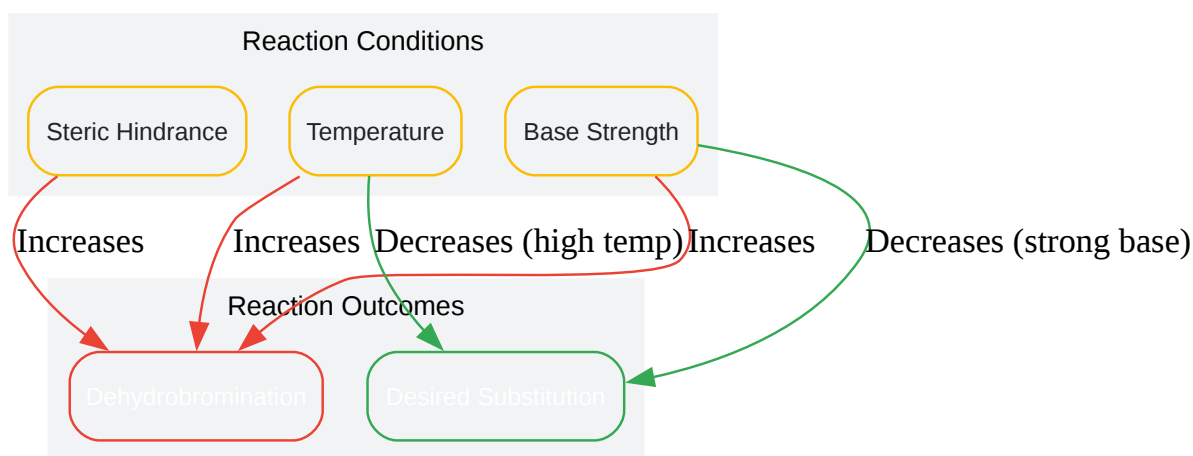 Reaction Conditions
Steric Hindrance
Temperature
Base Strength
Increases
Increases
Decreases (high temp)
Increases
Decreases (strong base)
Reaction Outcomes
Dehydrobromination
Desired Substitution